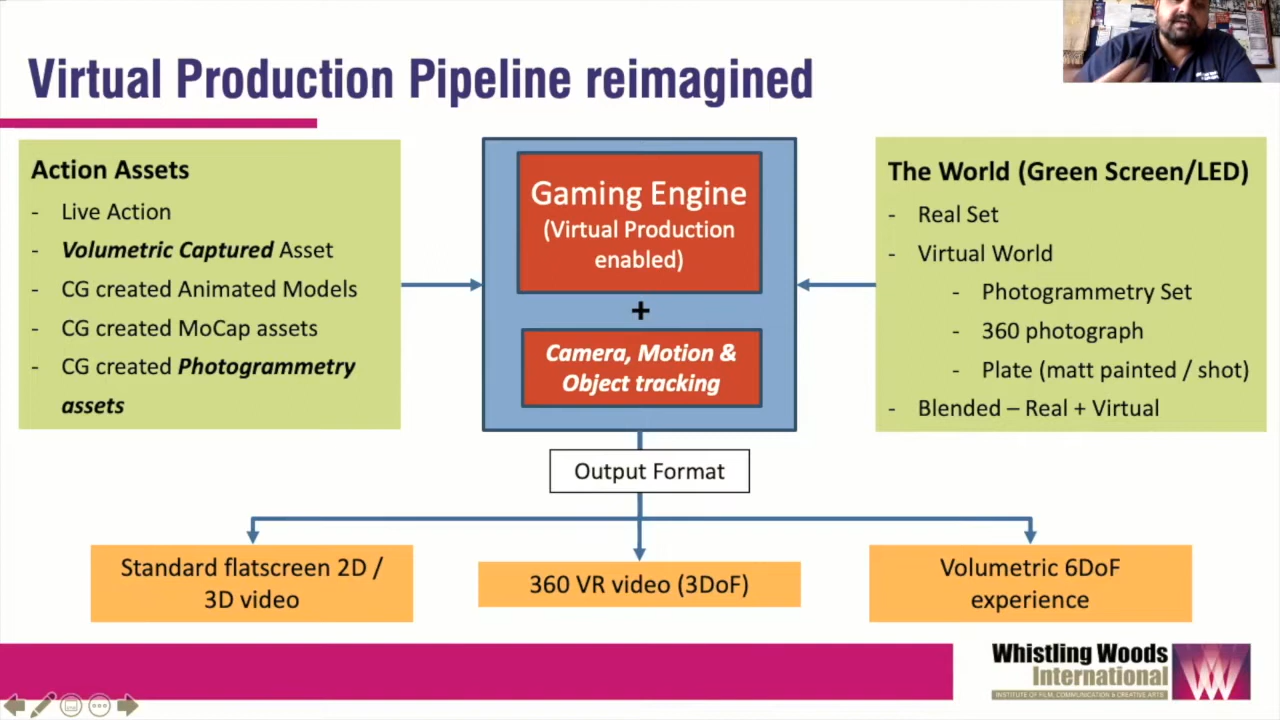 Virtual Production Pipeline reimagined
Action Assets
- Live Action
- Volumetric Captured Asset
- CG created Animated Models
- CG created MoCap assets
- CG created Photogrammetry
assets
Gaming Engine
(Virtual Production
enabled)
+
Camera, Motion &
Object tracking
The World (Green Screen/LED)
- Real Set
- Virtual World
- Photogrammetry Set
- 360 photograph
- Plate (matt painted / shot)
- Blended – Real + Virtual
Output Format
Standard flatscreen 2D /
3D video
360 VR video (3DoF)
Volumetric 6DoF
experience
Whistling Woods
International
INSTITUTE OF FILM, COMMUNICATION & CREATIVE ARTS